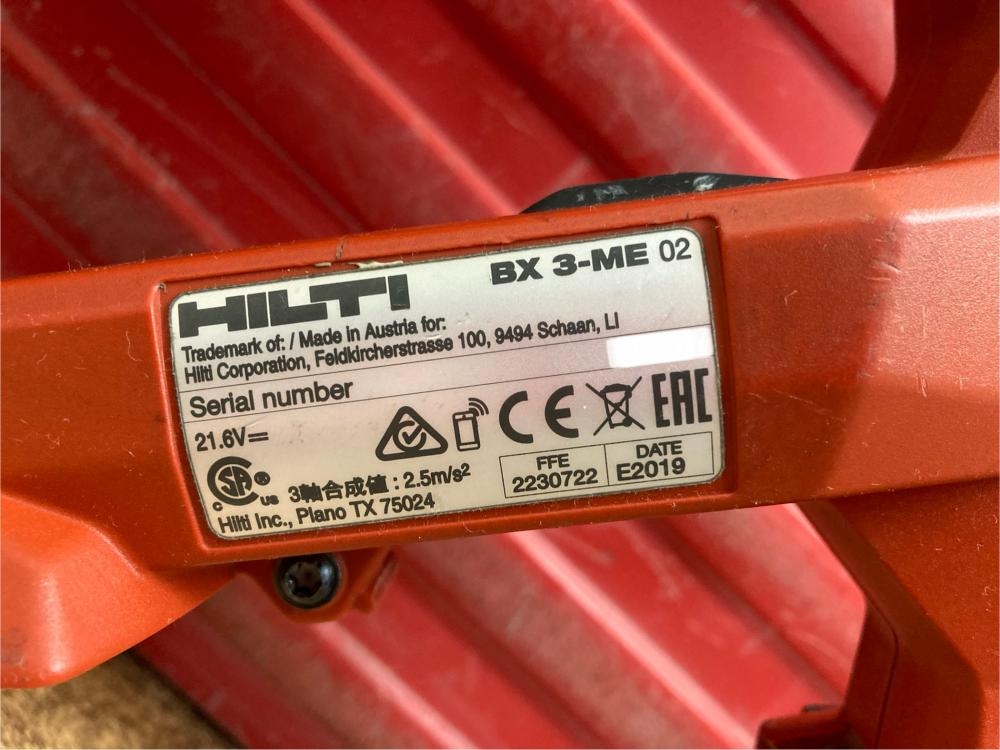 HILTI BX 3-ME 02
Trademark of: / Made in Austria for:
Hilti Corporation, Feldkircherstrasse 100, 9494 Schaan, LI
Serial number
21.6V
CE EAC
CSA ® c us
3軸合成値 : 2.5m/s²
FFE
2230722
DATE
E2019
Hilti Inc., Plano TX 75024